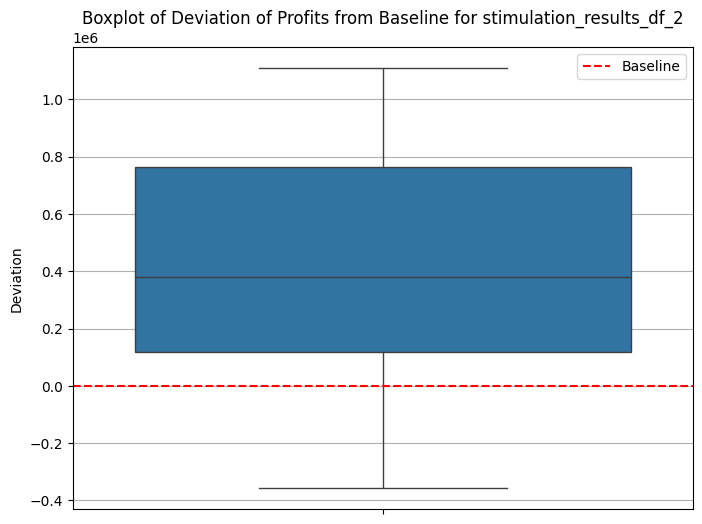 Boxplot of Deviation of Profits from Baseline for stimulation_results_df_2
1e6
Baseline
1.0
0.8
0.6
0.4
0.2
0.0
−0.2
−0.4
Deviation